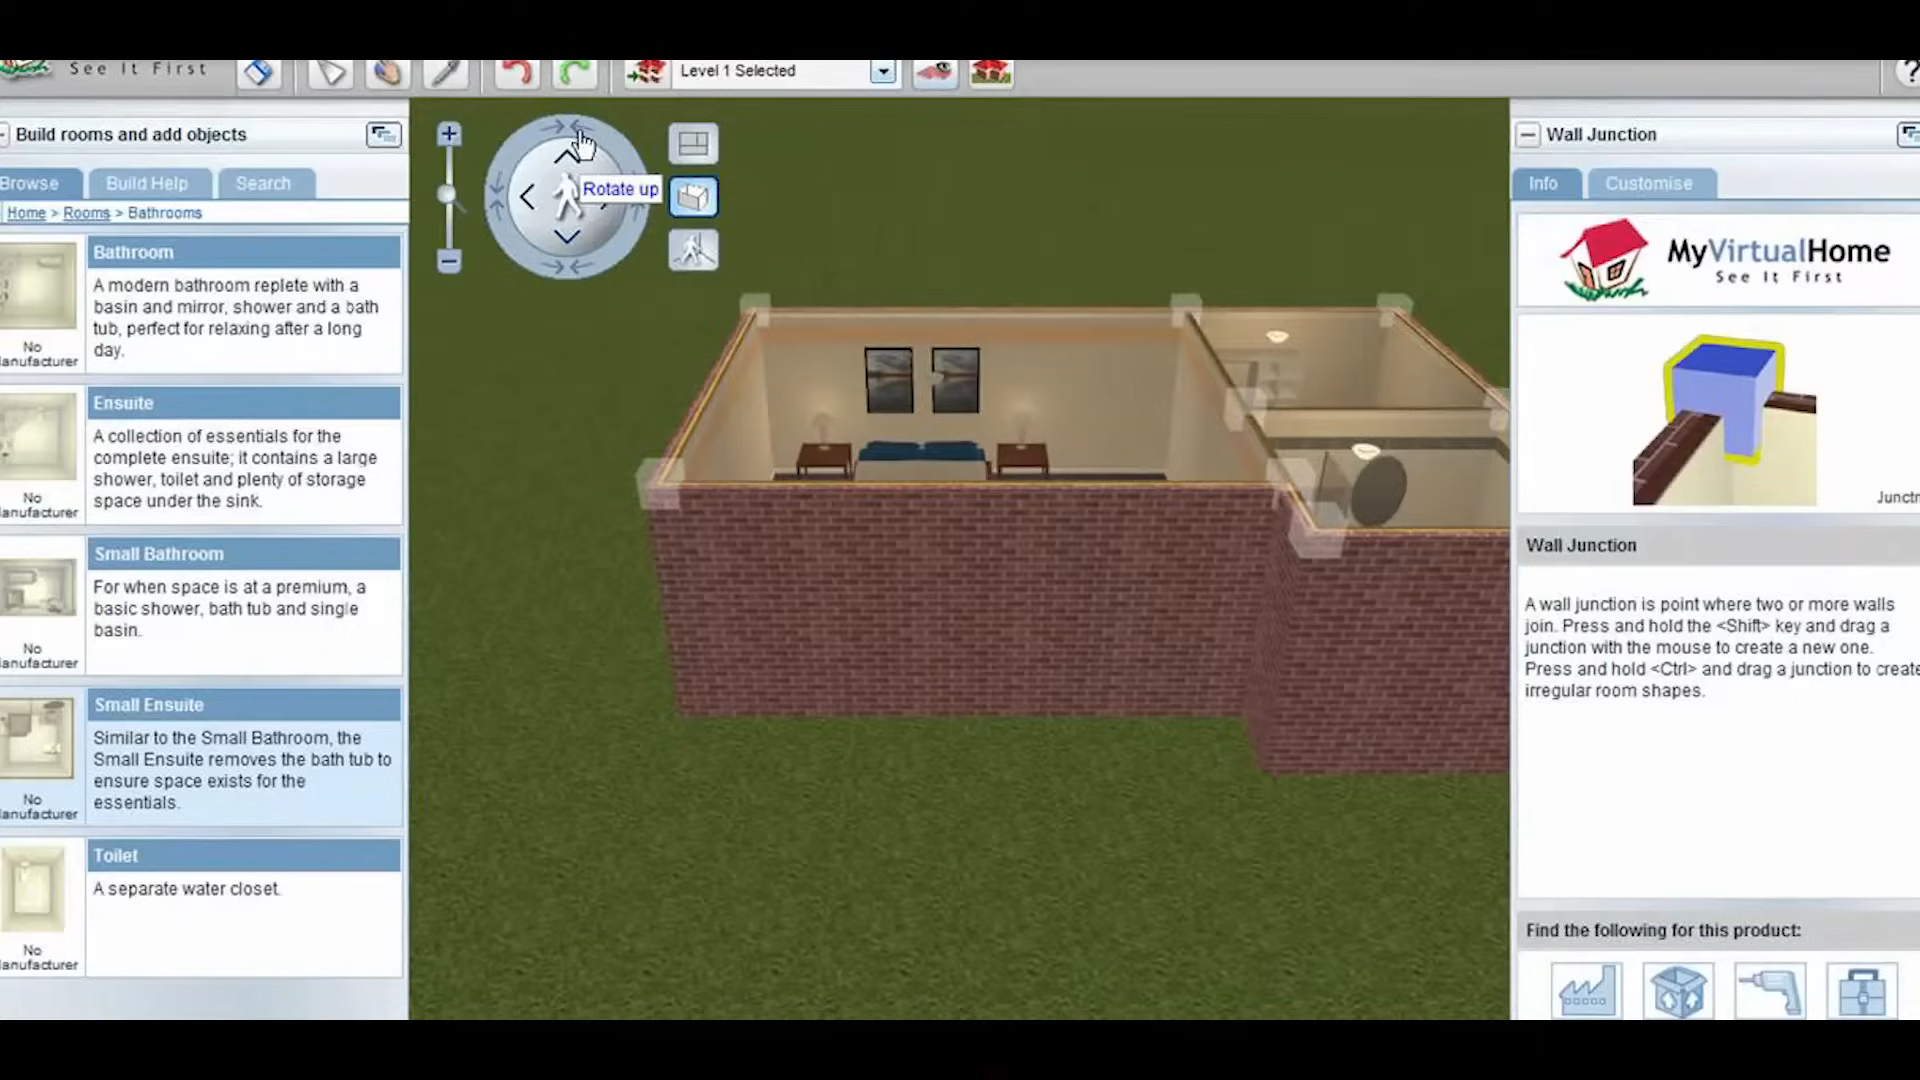 See It First
Level 1 Selected
?
Build rooms and add objects
Browse
Build Help
Search
Home > Rooms > Bathrooms
Bathroom
A modern bathroom replete with a
basin and mirror, shower and a bath
tub, perfect for relaxing after a long
day.
No
Manufacturer
Ensuite
A collection of essentials for the
complete ensuite; it contains a large
shower, toilet and plenty of storage
space under the sink.
No
Manufacturer
Small Bathroom
For when space is at a premium, a
basic shower, bath tub and single
basin.
No
Manufacturer
Small Ensuite
Similar to the Small Bathroom, the
Small Ensuite removes the bath tub to
ensure space exists for the
essentials.
No
Manufacturer
Toilet
A separate water closet.
No
Manufacturer
Rotate up
Wall Junction
Info
Customise
MyVirtualHome
See It First
Wall Junction
A wall junction is point where two or more walls
join. Press and hold the <Shift> key and drag a
junction with the mouse to create a new one.
Press and hold <Ctrl> and drag a junction to create
irregular room shapes.
Find the following for this product: